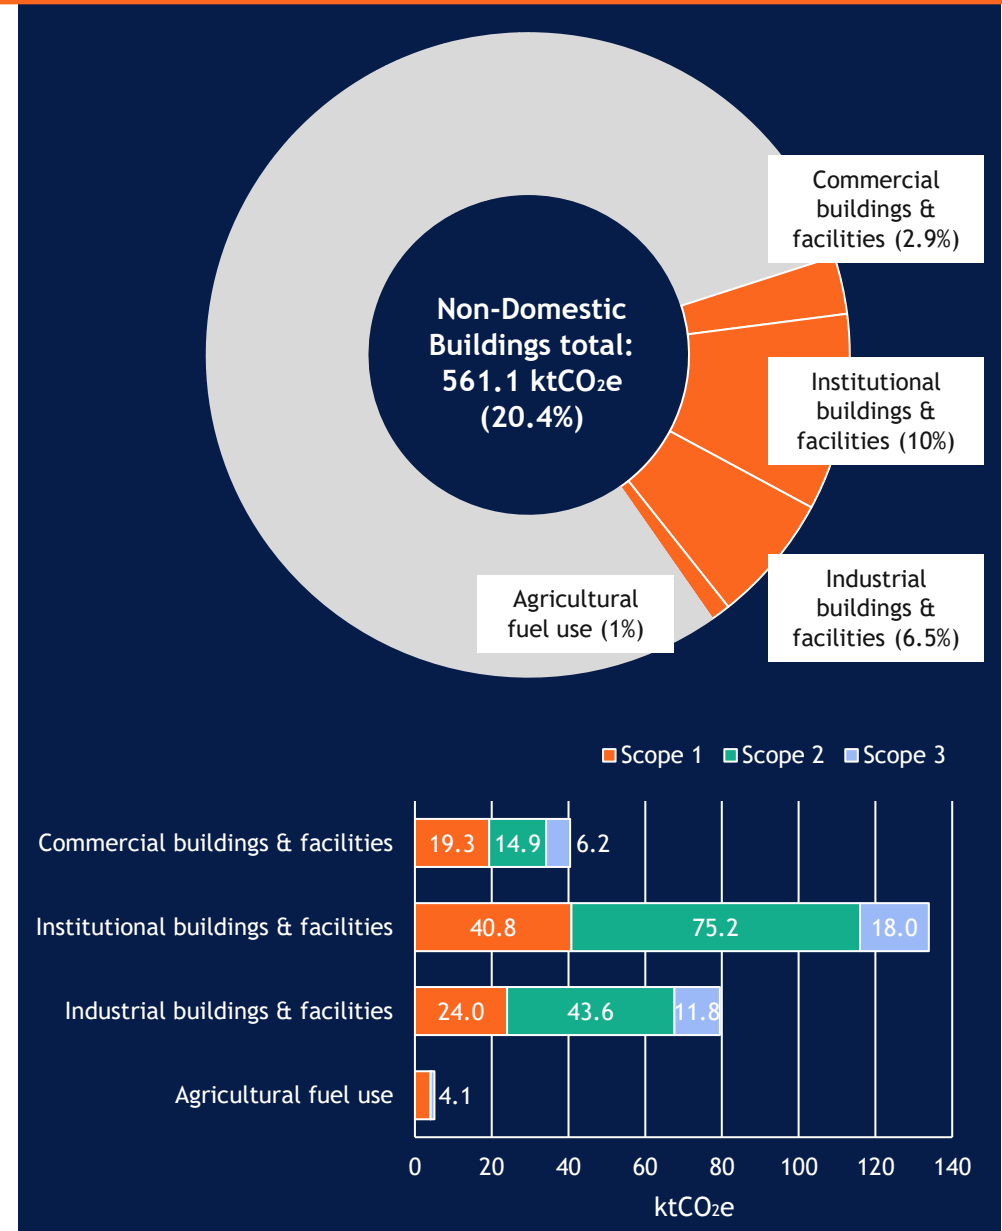 Commercial
buildings &
facilities (2.9%)
Non-Domestic
Buildings total:
561.1 ktCO₂e
(20.4%)
Institutional
buildings &
facilities (10%)
Industrial
buildings &
facilities (6.5%)
Agricultural
fuel use (1%)
Scope 1 Scope 2 Scope 3
Commercial buildings & facilities 19.3 14.9 6.2
Institutional buildings & facilities 40.8 75.2 18.0
Industrial buildings & facilities 24.0 43.6 11.8
Agricultural fuel use 4.1
0 20 40 60 80 100 120 140
ktCO₂e